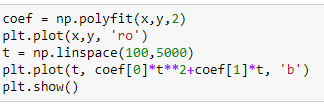 coef = np.polyfit(x,y,2)
plt.plot(x,y, 'ro')
t = np.linspace(100,5000)
plt.plot(t, coef[0]*t**2+coef[1]*t, 'b')
plt.show()